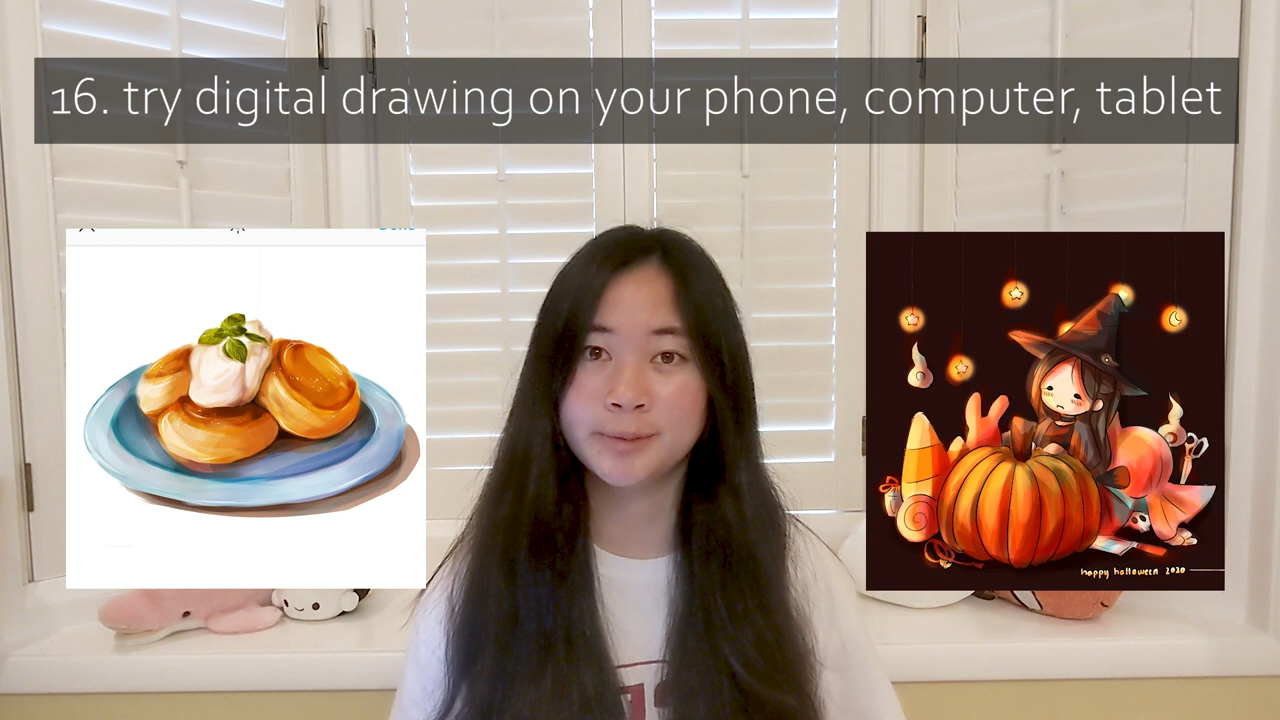 16. try digital drawing on your phone, computer, tablet
happy halloween 2020